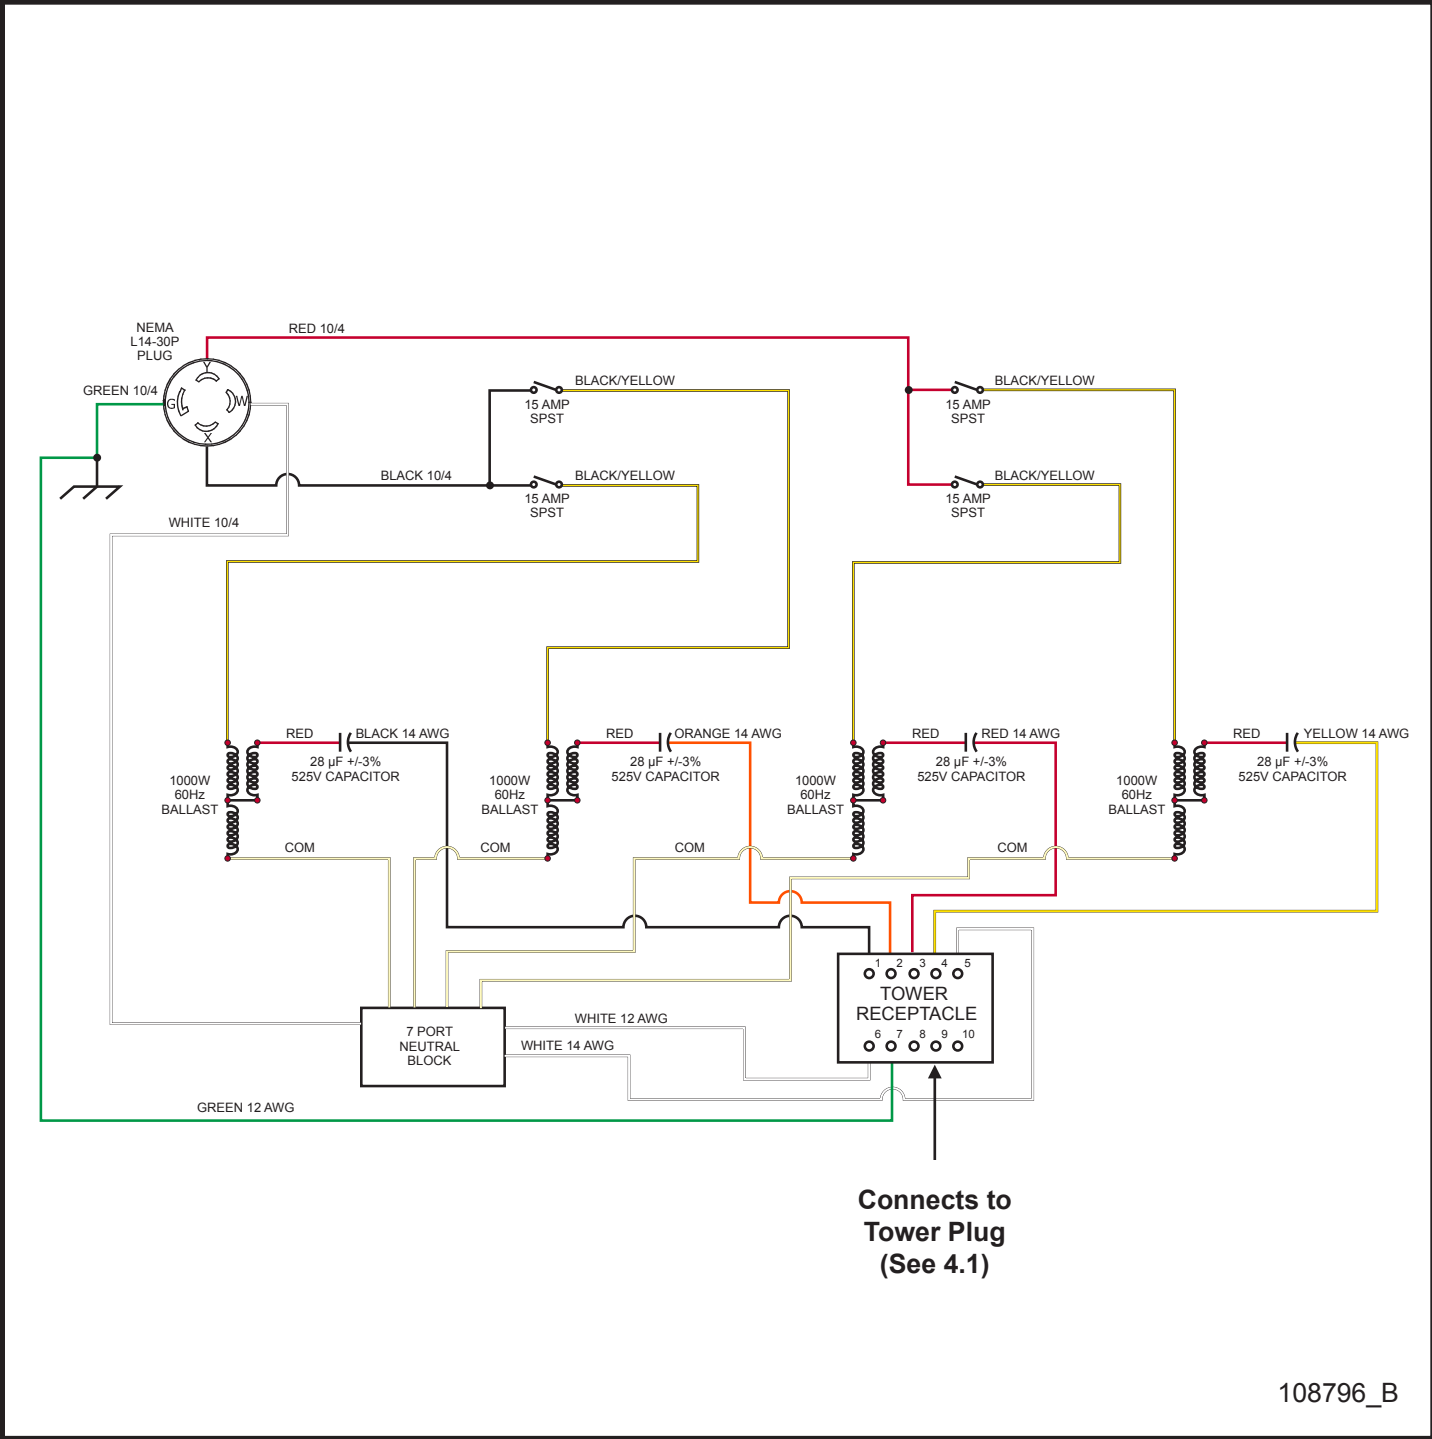 NEMA
L14-30P
PLUG
RED 10/4
GREEN 10/4
Y
G
W
X
BLACK 10/4
WHITE 10/4
BLACK/YELLOW
15 AMP
SPST
BLACK/YELLOW
15 AMP
SPST
BLACK/YELLOW
15 AMP
SPST
BLACK/YELLOW
15 AMP
SPST
RED
BLACK 14 AWG
28 µF +/-3%
525V CAPACITOR
1000W
60Hz
BALLAST
COM
RED
ORANGE 14 AWG
28 µF +/-3%
525V CAPACITOR
1000W
60Hz
BALLAST
COM
RED
RED 14 AWG
28 µF +/-3%
525V CAPACITOR
1000W
60Hz
BALLAST
COM
RED
YELLOW 14 AWG
28 µF +/-3%
525V CAPACITOR
1000W
60Hz
BALLAST
COM
1 2 3 4 5
TOWER
RECEPTACLE
6 7 8 9 10
7 PORT
NEUTRAL
BLOCK
WHITE 12 AWG
WHITE 14 AWG
GREEN 12 AWG
Connects to
Tower Plug
(See 4.1)
108796_B